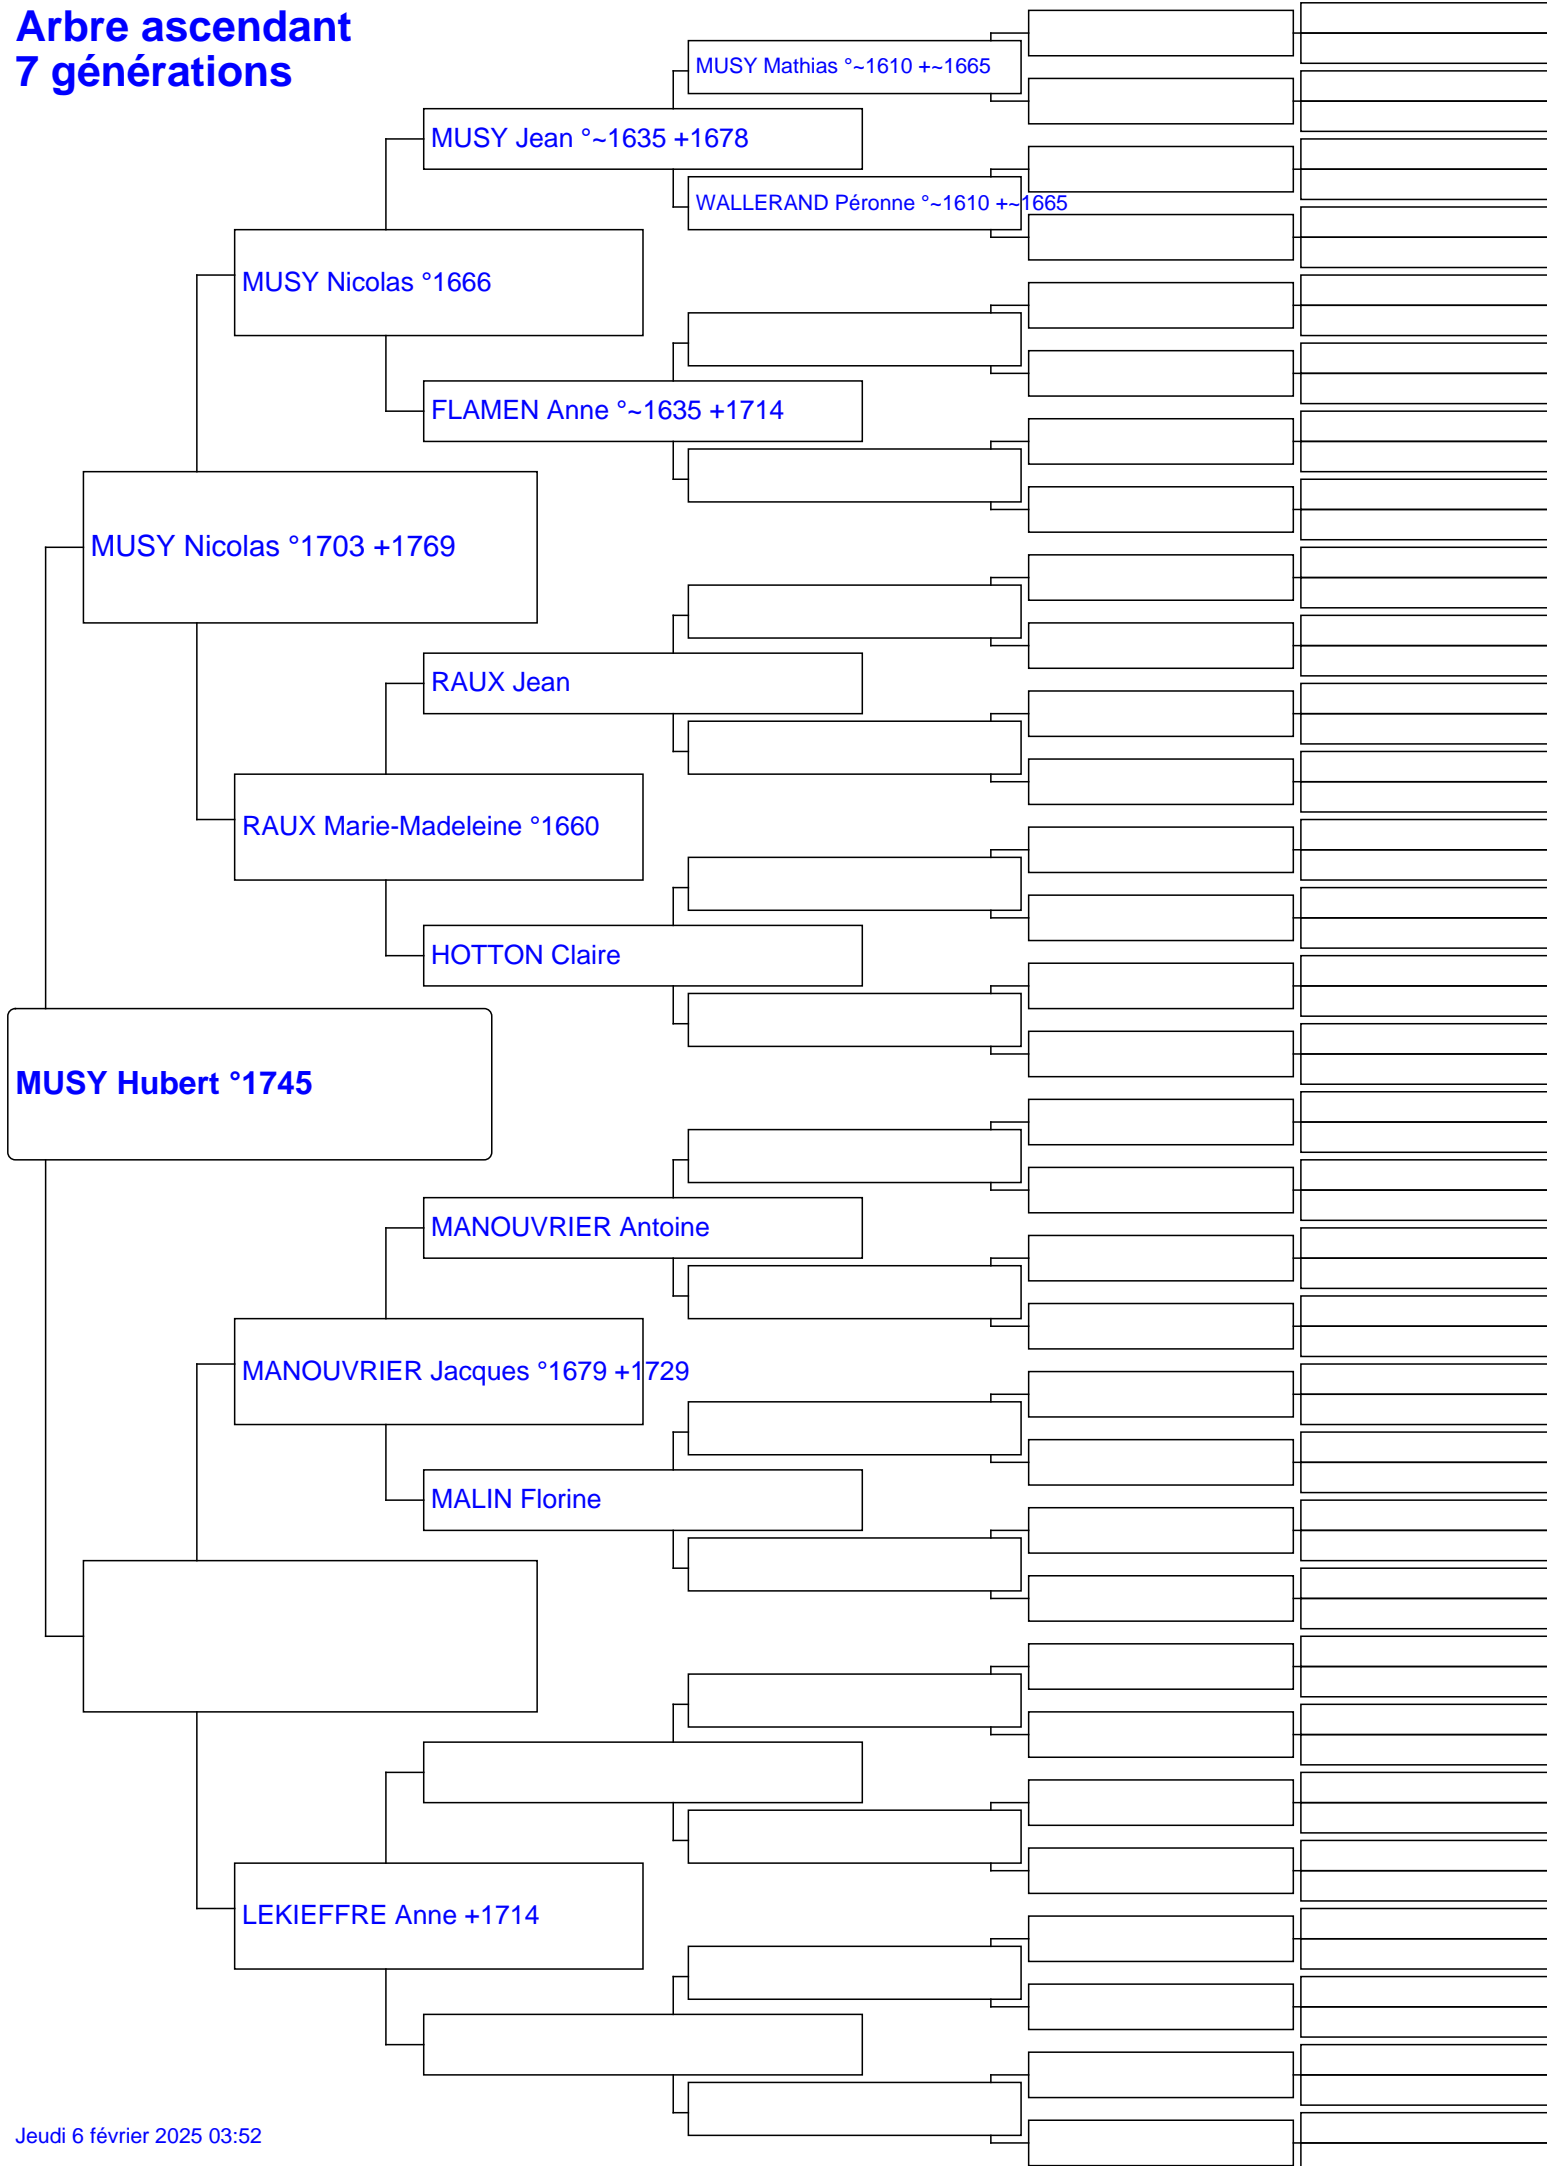 Arbre ascendant
7 générations
MUSY Mathias °~1610 +~1665
MUSY Jean °~1635 +1678
WALLERAND Péronne °~1610 +~1665
MUSY Nicolas °1666
FLAMEN Anne °~1635 +1714
MUSY Nicolas °1703 +1769
RAUX Jean
RAUX Marie-Madeleine °1660
HOTTON Claire
MUSY Hubert °1745
MANOUVRIER Antoine
MANOUVRIER Jacques °1679 +1729
MALIN Florine
LEKIEFFRE Anne +1714
Jeudi 6 février 2025 03:52